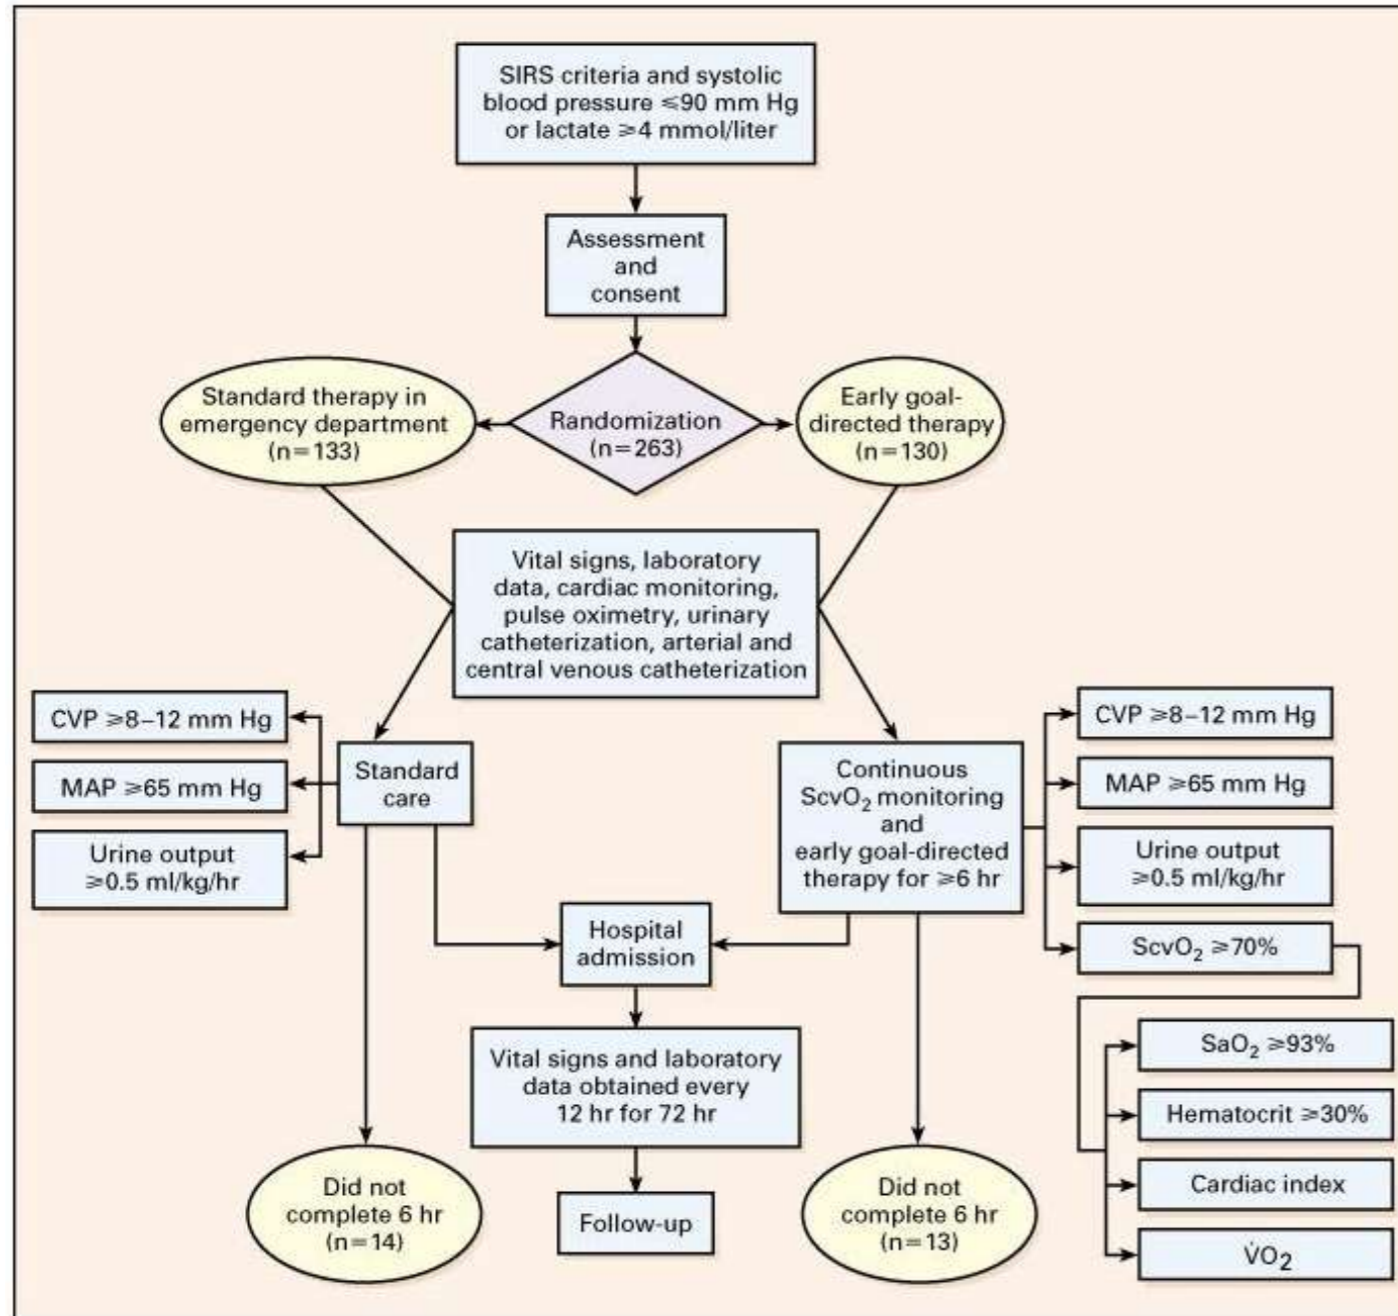 SIRS criteria and systolic
blood pressure ≤90 mm Hg
or lactate ≥4 mmol/liter
Assessment
and
consent
Standard therapy in
emergency department
(n=133)
Randomization
(n=263)
Early goal-
directed therapy
(n=130)
Vital signs, laboratory
data, cardiac monitoring,
pulse oximetry, urinary
catheterization, arterial and
central venous catheterization
CVP ≥8–12 mm Hg
MAP ≥65 mm Hg
Urine output
≥0.5 ml/kg/hr
Standard
care
Continuous
ScvO₂ monitoring
and
early goal-directed
therapy for ≥6 hr
CVP ≥8–12 mm Hg
MAP ≥65 mm Hg
Urine output
≥0.5 ml/kg/hr
ScvO₂ ≥70%
Hospital
admission
SaO₂ ≥93%
Hematocrit ≥30%
Cardiac index
V̇O₂
Vital signs and laboratory
data obtained every
12 hr for 72 hr
Did not
complete 6 hr
(n=14)
Follow-up
Did not
complete 6 hr
(n=13)